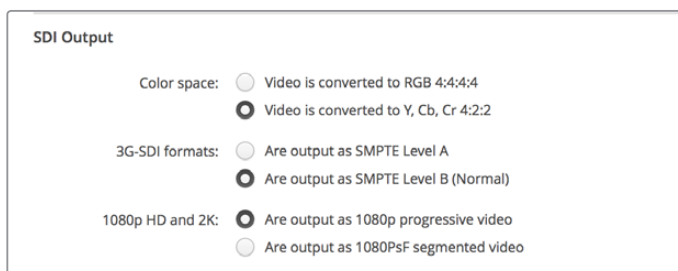 SDI Output
Color space: Video is converted to RGB 4:4:4:4
Video is converted to Y, Cb, Cr 4:2:2
3G-SDI formats: Are output as SMPTE Level A
Are output as SMPTE Level B (Normal)
1080p HD and 2K: Are output as 1080p progressive video
Are output as 1080PsF segmented video